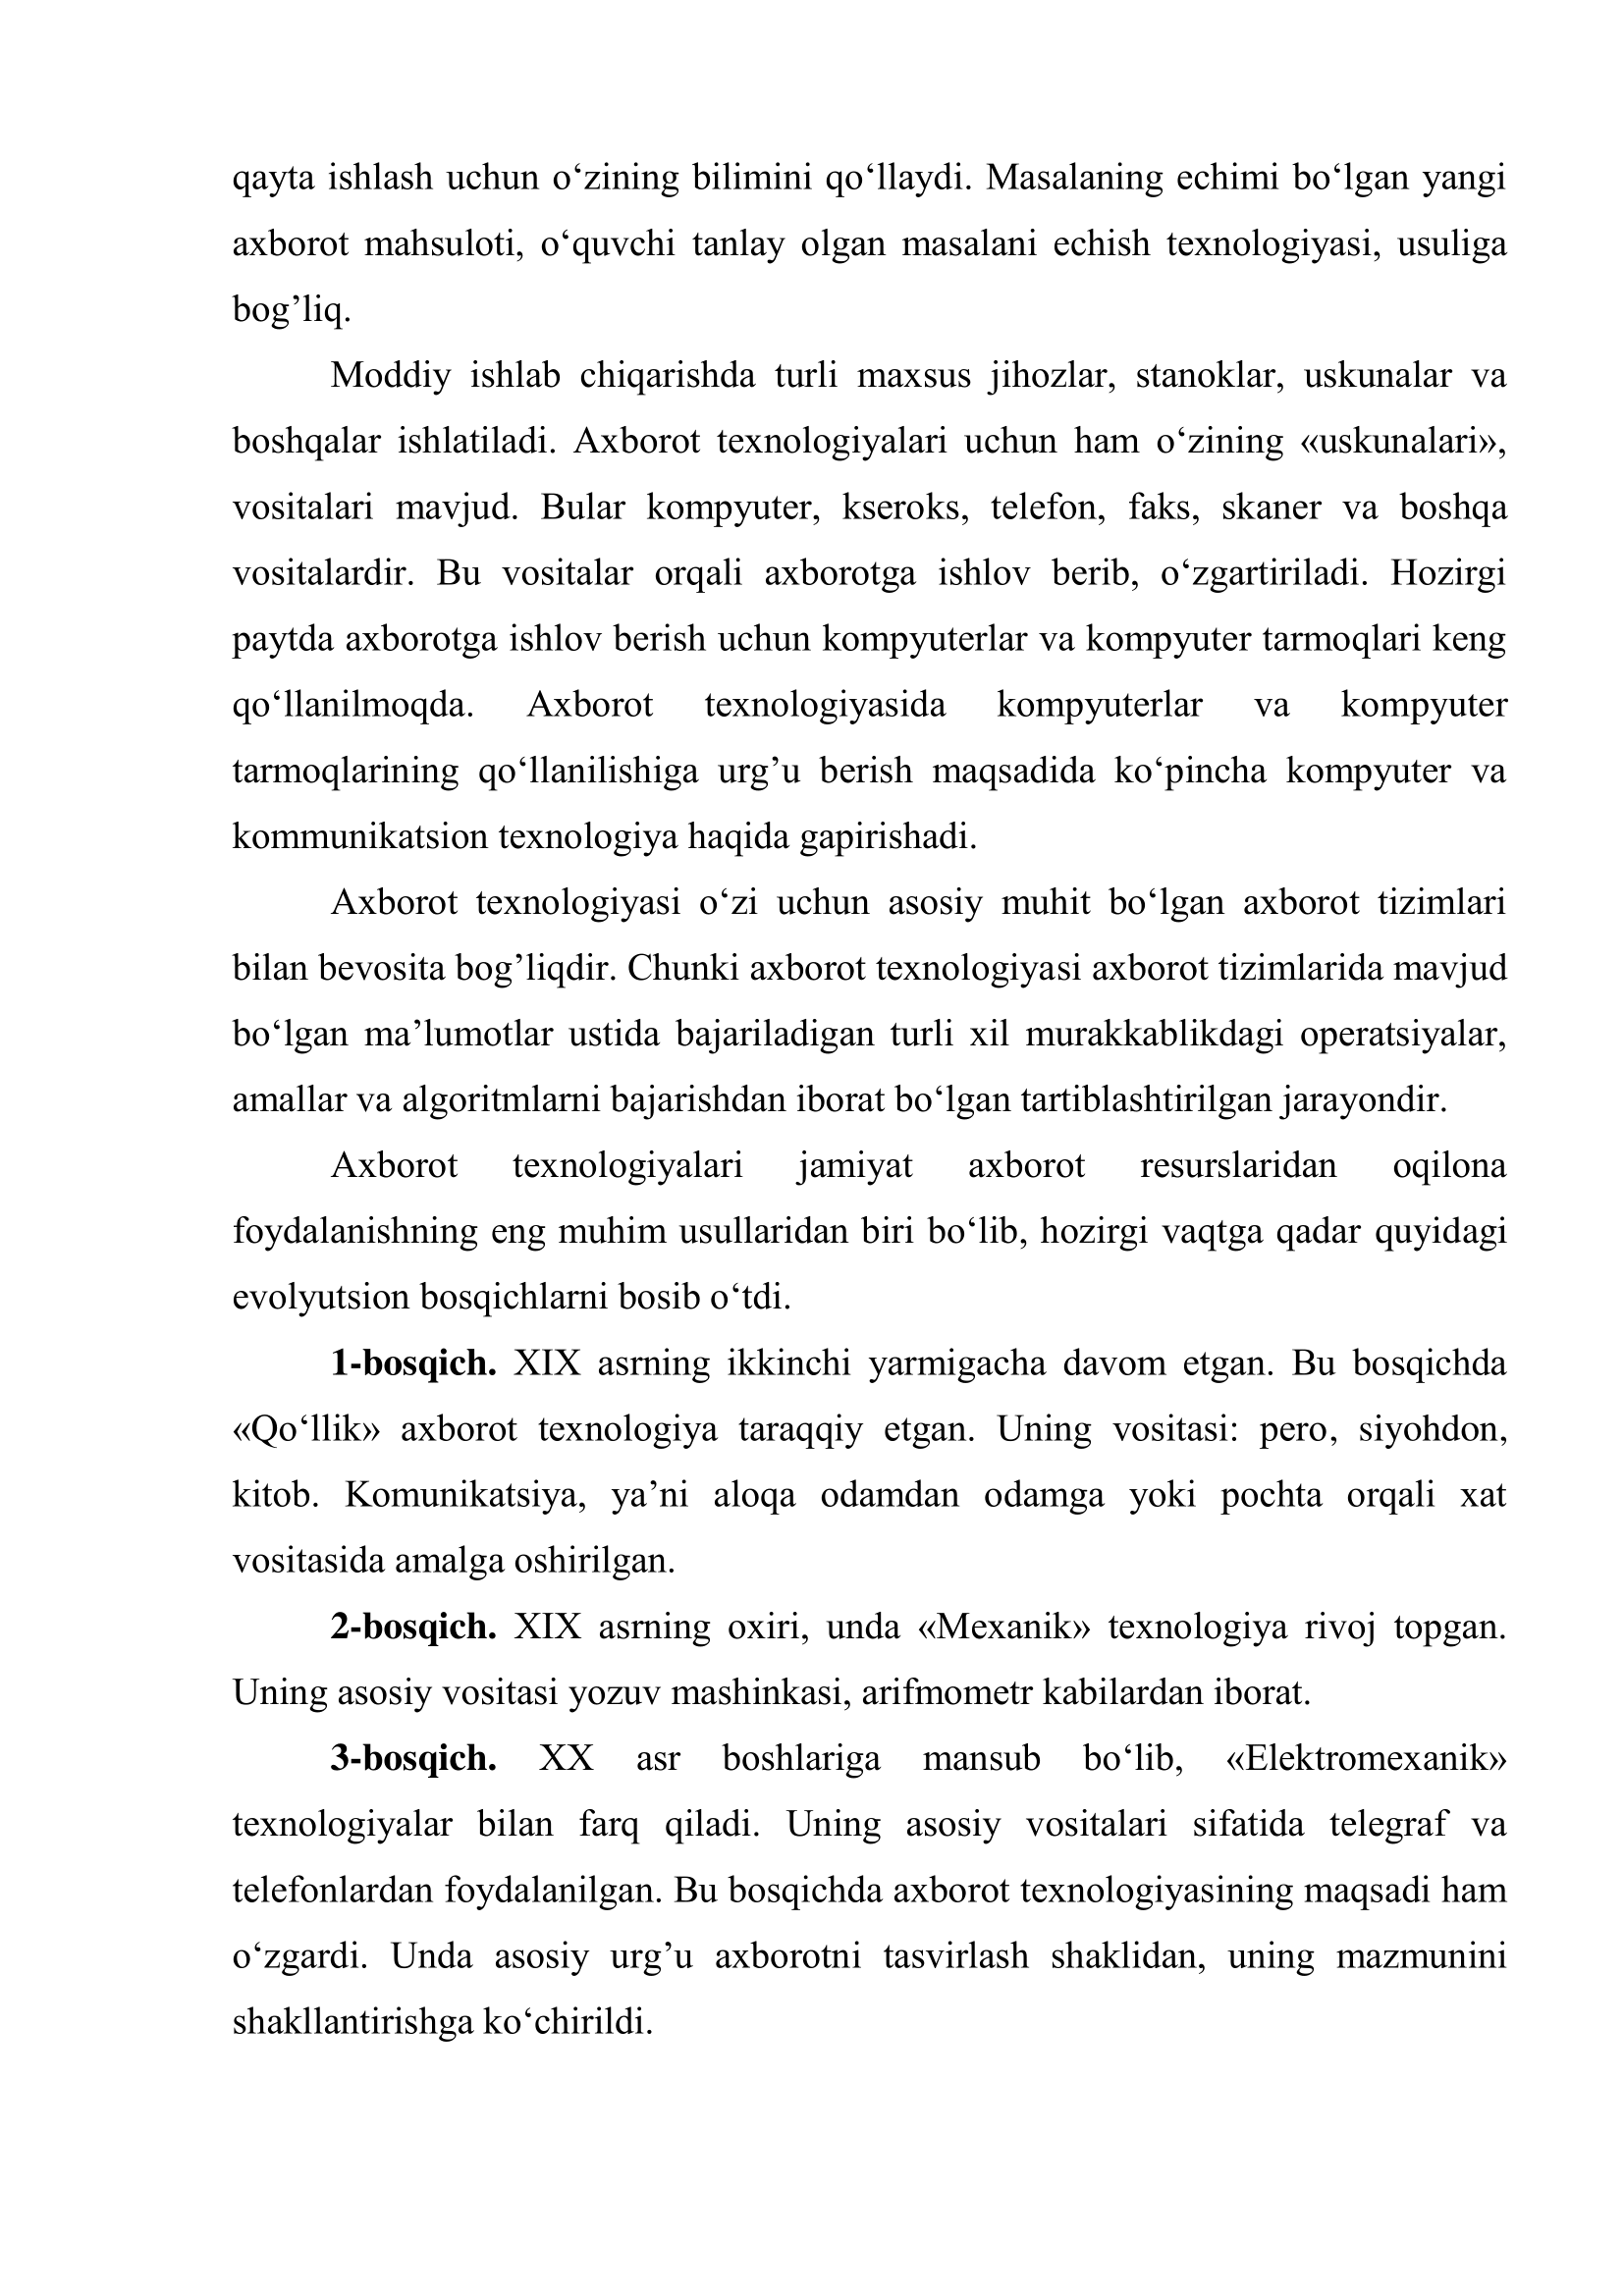 qayta ishlash uchun o‘zining bilimini qo‘llaydi. Masalaning echimi bo‘lgan yangi
axborot mahsuloti, o‘quvchi tanlay olgan masalani echish texnologiyasi, usuliga
bog’liq.
Moddiy ishlab chiqarishda turli maxsus jihozlar, stanoklar, uskunalar va
boshqalar ishlatiladi. Axborot texnologiyalari uchun ham o‘zining «uskunalari»,
vositalari mavjud. Bular kompyuter, kseroks, telefon, faks, skaner va boshqa
vositalardir. Bu vositalar orqali axborotga ishlov berib, o‘zgartiriladi. Hozirgi
paytda axborotga ishlov berish uchun kompyuterlar va kompyuter tarmoqlari keng
qo‘llanilmoqda. Axborot texnologiyasida kompyuterlar va kompyuter
tarmoqlarining qo‘llanilishiga urg’u berish maqsadida ko‘pincha kompyuter va
kommunikatsion texnologiya haqida gapirishadi.
Axborot texnologiyasi o‘zi uchun asosiy muhit bo‘lgan axborot tizimlari
bilan bevosita bog’liqdir. Chunki axborot texnologiyasi axborot tizimlarida mavjud
bo‘lgan ma’lumotlar ustida bajariladigan turli xil murakkablikdagi operatsiyalar,
amallar va algoritmlarni bajarishdan iborat bo‘lgan tartiblashtirilgan jarayondir.
Axborot texnologiyalari jamiyat axborot resurslaridan oqilona
foydalanishning eng muhim usullaridan biri bo‘lib, hozirgi vaqtga qadar quyidagi
evolyutsion bosqichlarni bosib o‘tdi.
1-bosqich. XIX asrning ikkinchi yarmigacha davom etgan. Bu bosqichda
«Qo‘llik» axborot texnologiya taraqqiy etgan. Uning vositasi: pero, siyohdon,
kitob. Komunikatsiya, ya’ni aloqa odamdan odamga yoki pochta orqali xat
vositasida amalga oshirilgan.
2-bosqich. XIX asrning oxiri, unda «Mexanik» texnologiya rivoj topgan.
Uning asosiy vositasi yozuv mashinkasi, arifmometr kabilardan iborat.
3-bosqich. XX asr boshlariga mansub bo‘lib, «Elektromexanik»
texnologiyalar bilan farq qiladi. Uning asosiy vositalari sifatida telegraf va
telefonlardan foydalanilgan. Bu bosqichda axborot texnologiyasining maqsadi ham
o‘zgardi. Unda asosiy urg’u axborotni tasvirlash shaklidan, uning mazmunini
shakllantirishga ko‘chirildi.